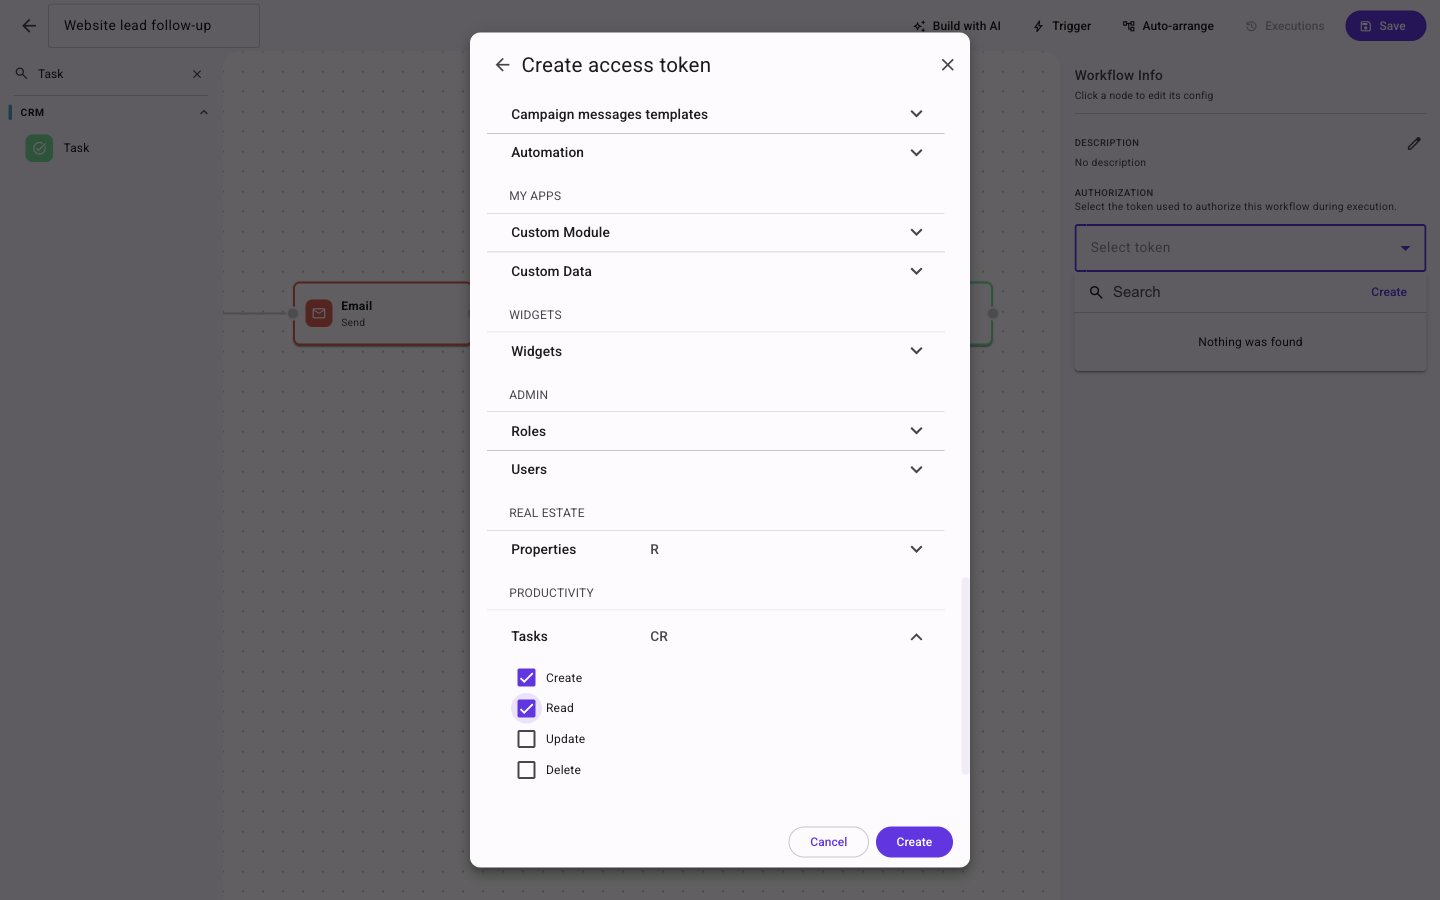 Website lead follow-up
Build with AI
Trigger
Auto-arrange
Executions
Save
Task
CRM
Task
Email
Send
Create access token
Campaign messages templates
Automation
MY APPS
Custom Module
Custom Data
WIDGETS
Widgets
ADMIN
Roles
Users
REAL ESTATE
Properties R
PRODUCTIVITY
Tasks CR
Create
Read
Update
Delete
Cancel
Create
Workflow Info
Click a node to edit its config
DESCRIPTION
No description
AUTHORIZATION
Select the token used to authorize this workflow during execution.
Select token
Search
Create
Nothing was found